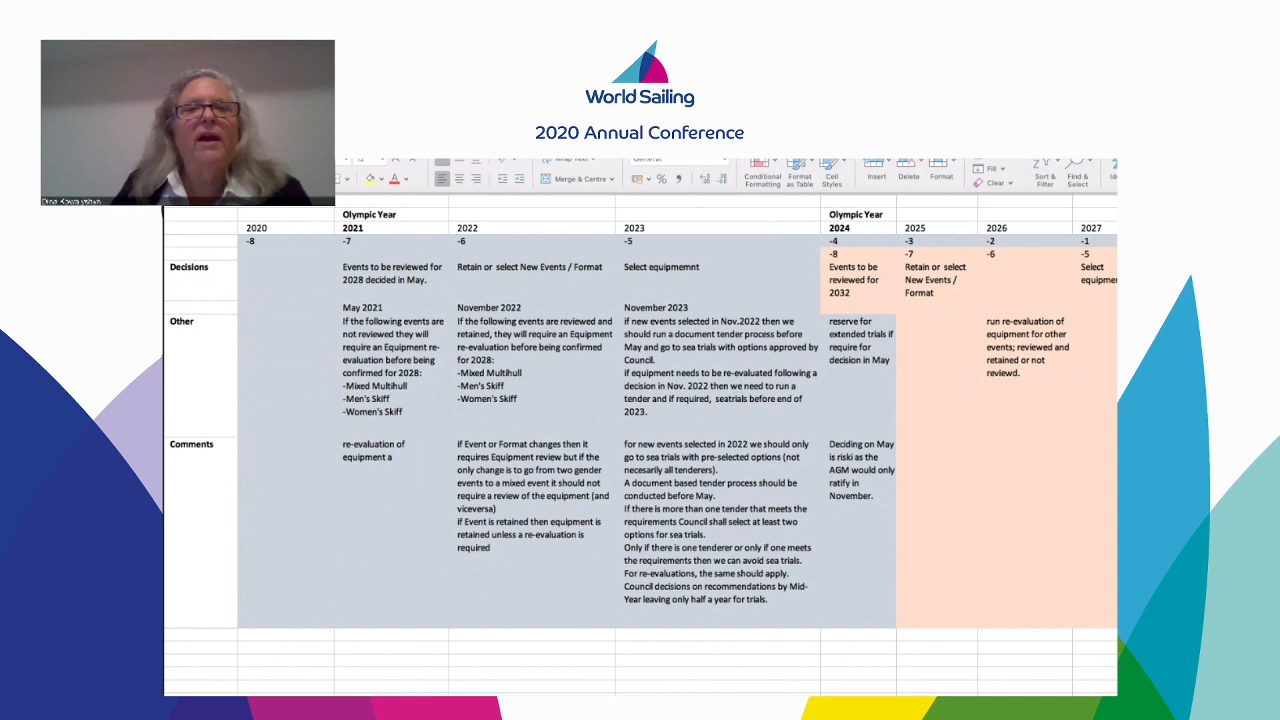 World Sailing
2020 Annual Conference
Dina Kowalyshyn
General
Merge & Centre
Conditional Formatting
Format as Table
Cell Styles
Insert
Delete
Format
Fill
Clear
Sort & Filter
Find & Select
Olympic Year
Olympic Year
2020
2021
2022
2023
2024
2025
2026
2027
-8
-7
-6
-5
-4
-3
-2
-1
-8
-7
-6
-5
Decisions
Events to be reviewed for
2028 decided in May.
Retain or select New Events / Format
Select equipmemnt
Events to be
reviewed for
2032
Retain or select
New Events /
Format
Select
May 2021
November 2022
November 2023
Other
If the following events are
not reviewed they will
require an Equipment re-
evaluation before being
confirmed for 2028:
-Mixed Multihull
-Men's Skiff
-Women's Skiff
If the following events are reviewed and
retained, they will require an Equipment
re-evaluation before being confirmed
for 2028:
-Mixed Multihull
-Men's Skiff
-Women's Skiff
if new events selected in Nov.2022 then we
should run a document tender process before
May and go to sea trials with options approved by
Council.
if equipment needs to be re-evaluated following a
decision in Nov. 2022 then we need to run a
tender and if required, seatrials before end of
2023.
reserve for
extended trials if
require for
decision in May
run re-evaluation of
equipment for other
events; reviewed and
retained or not
reviewd.
Comments
re-evaluation of
equipment a
if Event or Format changes then it
requires Equipment review but if the
only change is to go from two gender
events to a mixed event it should not
require a review of the equipment (and
viceversa)
if Event is retained then equipment is
retained unless a re-evaluation is
required
for new events selected in 2022 we should only
go to sea trials with pre-selected options (not
necesarily all tenderers).
A document based tender process should be
conducted before May.
If there is more than one tender that meets the
requirements Council shall select at least two
options for sea trials.
Only if there is one tenderer or only if one meets
the requirements then we can avoid sea trials.
For re-evaluations, the same should apply.
Council decisions on recommendations by Mid-
Year leaving only half a year for trials.
Deciding on May
is riski as the
AGM would only
ratify in
November.